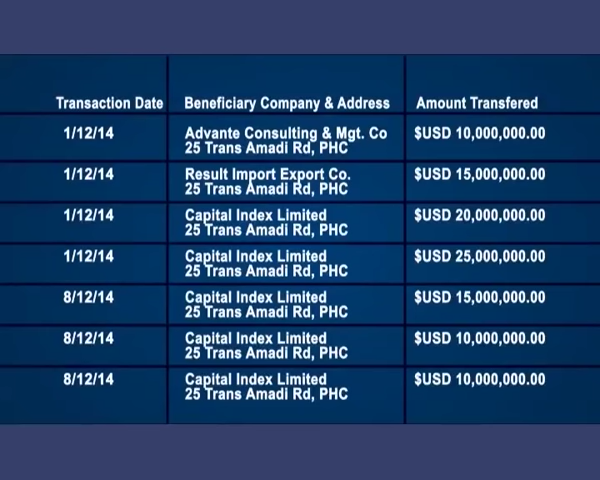 Transaction Date Beneficiary Company & Address Amount Transfered
1/12/14 Advante Consulting & Mgt. Co $USD 10,000,000.00
25 Trans Amadi Rd, PHC
1/12/14 Result Import Export Co. $USD 15,000,000.00
25 Trans Amadi Rd, PHC
1/12/14 Capital Index Limited $USD 20,000,000.00
25 Trans Amadi Rd, PHC
1/12/14 Capital Index Limited $USD 25,000,000.00
25 Trans Amadi Rd, PHC
8/12/14 Capital Index Limited $USD 15,000,000.00
25 Trans Amadi Rd, PHC
8/12/14 Capital Index Limited $USD 10,000,000.00
25 Trans Amadi Rd, PHC
8/12/14 Capital Index Limited $USD 10,000,000.00
25 Trans Amadi Rd, PHC